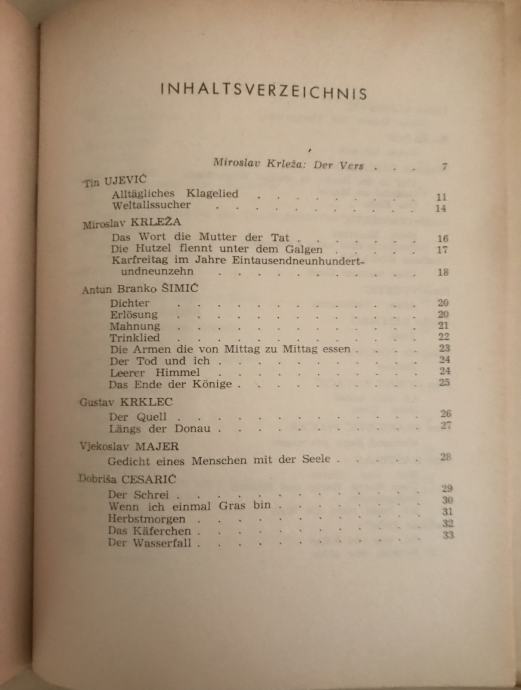 INHALTSVERZEICHNIS
Miroslav Krleža: Der Vers . . . 7
Tin UJEVIĆ
Alltägliches Klagelied . . . . . . . . 11
Weltalissucher . . . . . . . . . . 14
Miroslav KRLEŽA
Das Wort die Mutter der Tat . . . . . . 16
Die Hutzel flennt unter dem Galgen . . . . 17
Karfreitag im Jahre Eintausendneunhundert-
undneunzehn . . . . . . . . . . 18
Antun Branko ŠIMIĆ
Dichter . . . . . . . . . . . 20
Erlösung . . . . . . . . . . . 20
Mahnung . . . . . . . . . . . 21
Trinklied . . . . . . . . . . . 22
Die Armen die von Mittag zu Mittag essen . . . . 23
Der Tod und ich . . . . . . . . . 24
Leerer Himmel . . . . . . . . . . 24
Das Ende der Könige . . . . . . . . 25
Gustav KRKLEC
Der Quell . . . . . . . . . . . 26
Längs der Donau . . . . . . . . . 27
Vjekoslav MAJER
Gedicht eines Menschen mit der Seele . . . . . 28
Dobriša CESARIĆ
Der Schrei . . . . . . . . . . . 29
Wenn ich einmal Gras bin . . . . . . . 30
Herbstmorgen . . . . . . . . . . 31
Das Käferchen . . . . . . . . . . 32
Der Wasserfall . . . . . . . . . . 33